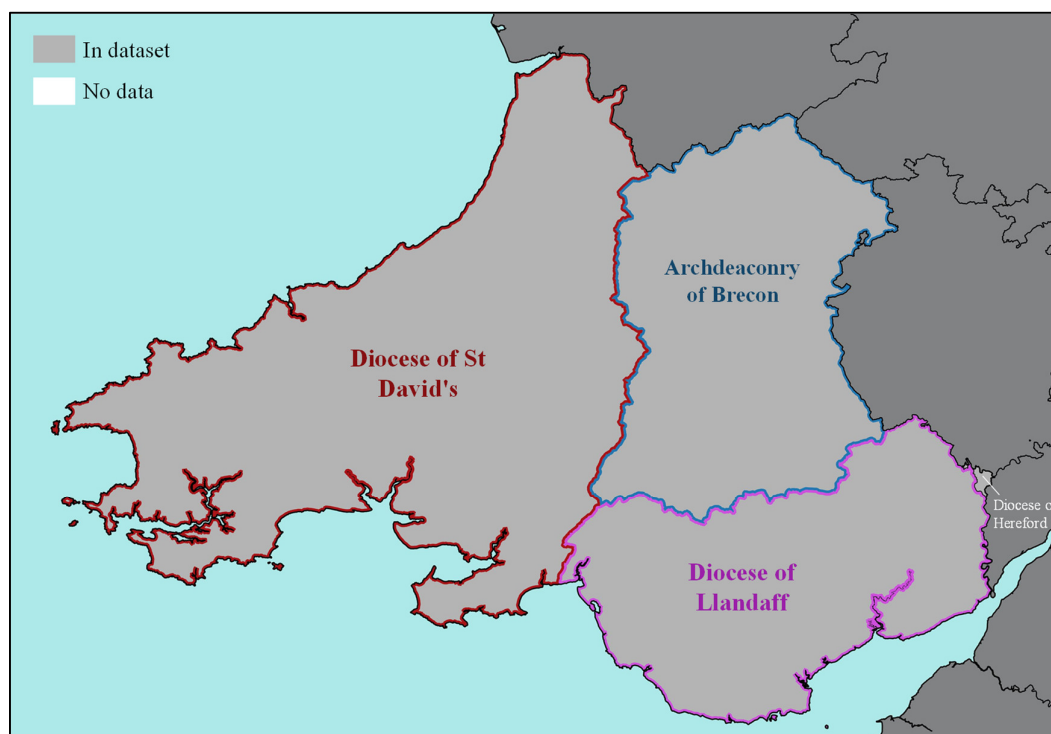 In dataset
No data
Archdeaconry
of Brecon
Diocese of St
David's
Diocese o
Hereford
Diocese of
Llandaff